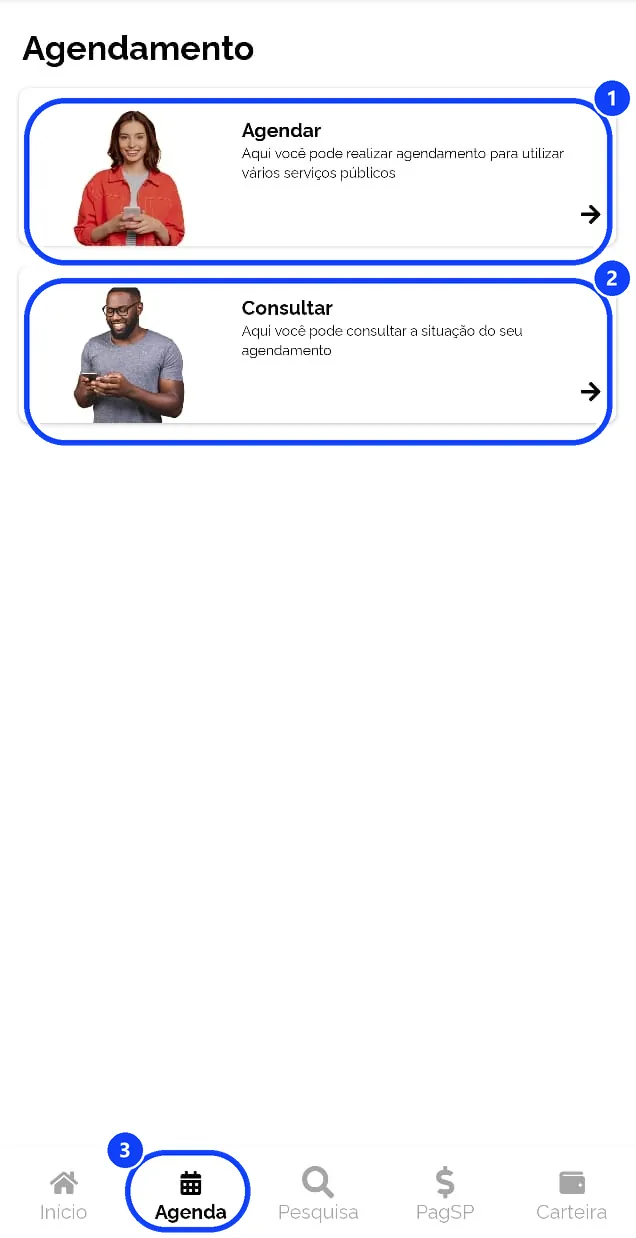 Agendamento
1
Agendar
Aqui você pode realizar agendamento para utilizar
vários serviços públicos
2
Consultar
Aqui você pode consultar a situação do seu
agendamento
3
Início
Agenda
Pesquisa
PagSP
Carteira